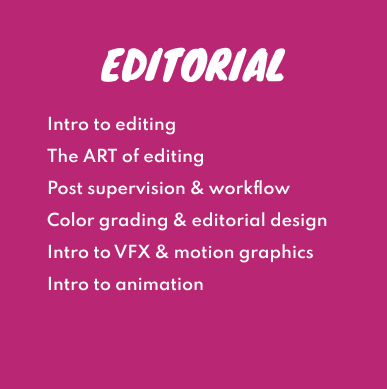 EDITORIAL
Intro to editing
The ART of editing
Post supervision & workflow
Color grading & editorial design
Intro to VFX & motion graphics
Intro to animation